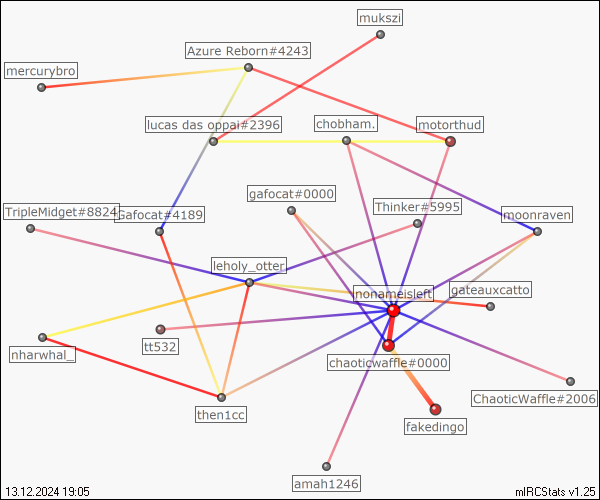 mukszi
Azure Reborn#4243
mercurybro
lucas das oppai#2396
chobham.
motorthud
gafocat#0000
Thinker#5995
TripleMidget#8824
Gafocat#4189
moonraven
leholy_otter
nonameisleft
gateauxcatto
tt532
nharwhal_
chaoticwaffle#0000
ChaoticWaffle#2006
then1cc
fakedingo
amah1246
13.12.2024 19:05
mIRCStats v1.25